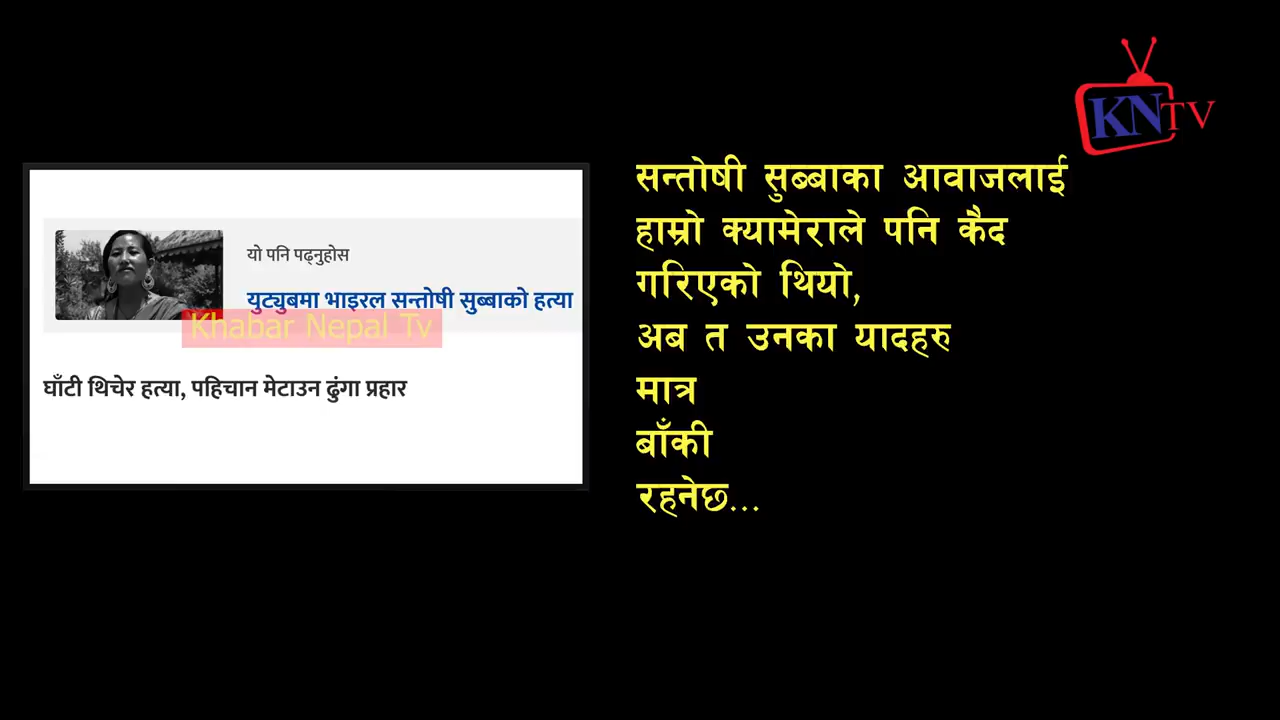 KNTV
यो पनि पढ्नुहोस
युट्युबमा भाइरल सन्तोषी सुब्बाको हत्या
Khabar Nepal Tv
घाँटी थिचेर हत्या, पहिचान मेटाउन ढुंगा प्रहार
सन्तोषी सुब्बाका आवाजलाई
हाम्रो क्यामेराले पनि कैद
गरिएको थियो,
अब त उनका यादहरु
मात्र
बाँकी
रहनेछ...